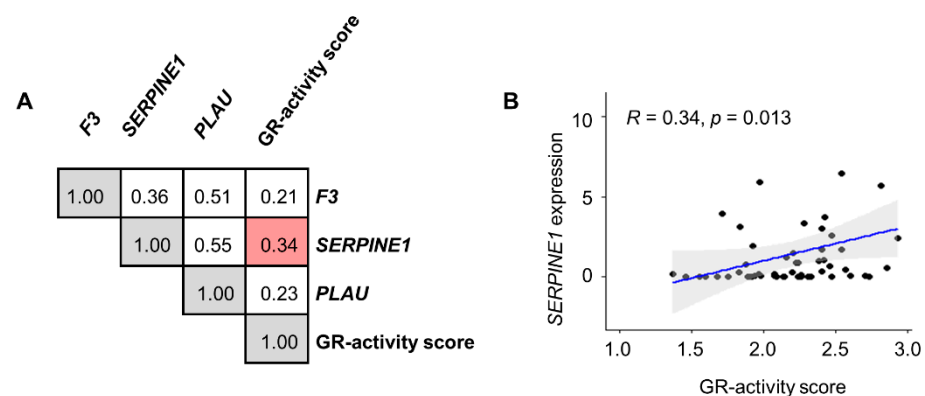 A
F3
SERPINE1
PLAU
GR-activity score
1.00 0.36 0.51 0.21 F3
1.00 0.55 0.34 SERPINE1
1.00 0.23 PLAU
1.00 GR-activity score
B
R = 0.34, p = 0.013
SERPINE1 expression
10
5
0
1.0 1.5 2.0 2.5 3.0
GR-activity score